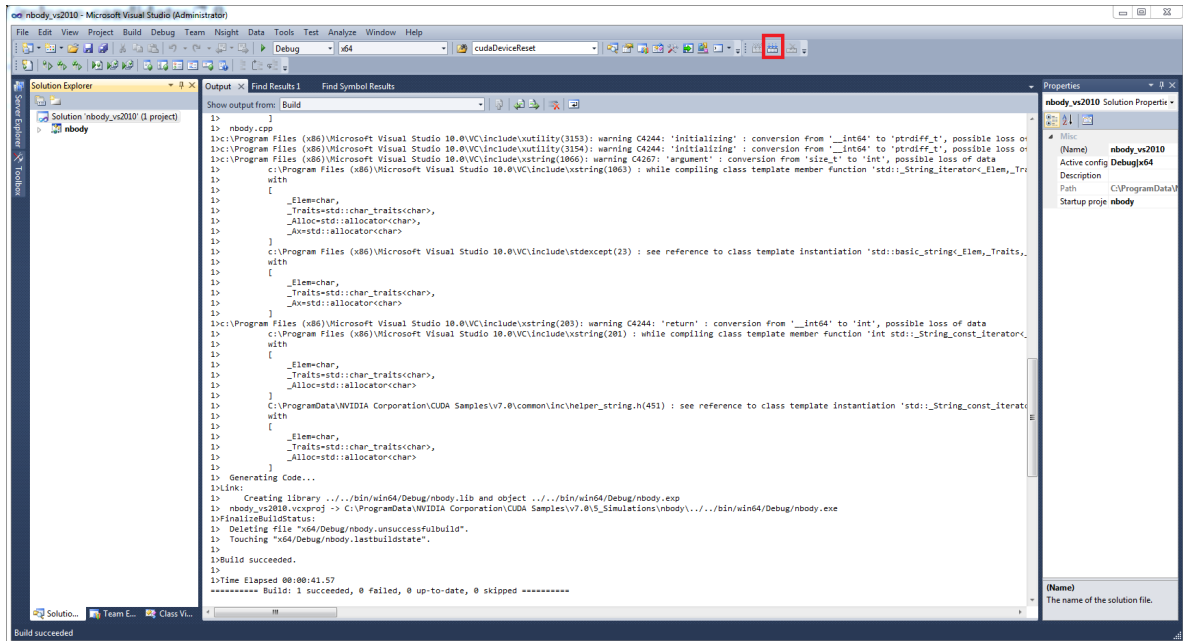 nbody_vs2010 - Microsoft Visual Studio (Administrator)
File Edit View Project Build Debug Team Nsight Data Tools Test Analyze Window Help
Debug x64 cudaDeviceReset
Server Explorer
Toolbox
Solution Explorer
Solution 'nbody_vs2010' (1 project)
nbody
Output Find Results 1 Find Symbol Results
Show output from: Build
1> ]
1> nbody.cpp
1>c:\Program Files (x86)\Microsoft Visual Studio 10.0\VC\include\xutility(3153): warning C4244: 'initializing' : conversion from '__int64' to 'ptrdiff_t', possible loss o
1>c:\Program Files (x86)\Microsoft Visual Studio 10.0\VC\include\xutility(3154): warning C4244: 'initializing' : conversion from '__int64' to 'ptrdiff_t', possible loss o
1>c:\Program Files (x86)\Microsoft Visual Studio 10.0\VC\include\xstring(1066): warning C4267: 'argument' : conversion from 'size_t' to 'int', possible loss of data
1> c:\Program Files (x86)\Microsoft Visual Studio 10.0\VC\include\xstring(1063) : while compiling class template member function 'std::_String_iterator<_Elem,_Tra
1> with
1> [
1> _Elem=char,
1> _Traits=std::char_traits<char>,
1> _Alloc=std::allocator<char>,
1> _Ax=std::allocator<char>
1> ]
1> c:\Program Files (x86)\Microsoft Visual Studio 10.0\VC\include\stdexcept(23) : see reference to class template instantiation 'std::basic_string<_Elem,_Traits,_
1> with
1> [
1> _Elem=char,
1> _Traits=std::char_traits<char>,
1> _Ax=std::allocator<char>
1> ]
1>c:\Program Files (x86)\Microsoft Visual Studio 10.0\VC\include\xstring(203): warning C4244: 'return' : conversion from '__int64' to 'int', possible loss of data
1> c:\Program Files (x86)\Microsoft Visual Studio 10.0\VC\include\xstring(201) : while compiling class template member function 'int std::_String_const_iterator<_
1> with
1> [
1> _Elem=char,
1> _Traits=std::char_traits<char>,
1> _Alloc=std::allocator<char>
1> ]
1> C:\ProgramData\NVIDIA Corporation\CUDA Samples\v7.0\common\inc\helper_string.h(451) : see reference to class template instantiation 'std::_String_const_iterato
1> with
1> [
1> _Elem=char,
1> _Traits=std::char_traits<char>,
1> _Alloc=std::allocator<char>
1> ]
1> Generating Code...
1>Link:
1> Creating library ../../bin/win64/Debug/nbody.lib and object ../../bin/win64/Debug/nbody.exp
1> nbody_vs2010.vcxproj -> C:\ProgramData\NVIDIA Corporation\CUDA Samples\v7.0\5_Simulations\nbody\../../bin/win64/Debug/nbody.exe
1>FinalizeBuildStatus:
1> Deleting file "x64/Debug/nbody.unsuccessfulbuild".
1> Touching "x64/Debug/nbody.lastbuildstate".
1>
1>Build succeeded.
1>
1>Time Elapsed 00:00:41.57
========== Build: 1 succeeded, 0 failed, 0 up-to-date, 0 skipped ==========
Properties
nbody_vs2010 Solution Propertie
Misc
(Name) nbody_vs2010
Active config Debug|x64
Description
Path C:\ProgramData\N
Startup proje nbody
(Name)
The name of the solution file.
Solutio... Team E... Class Vi...
Build succeeded